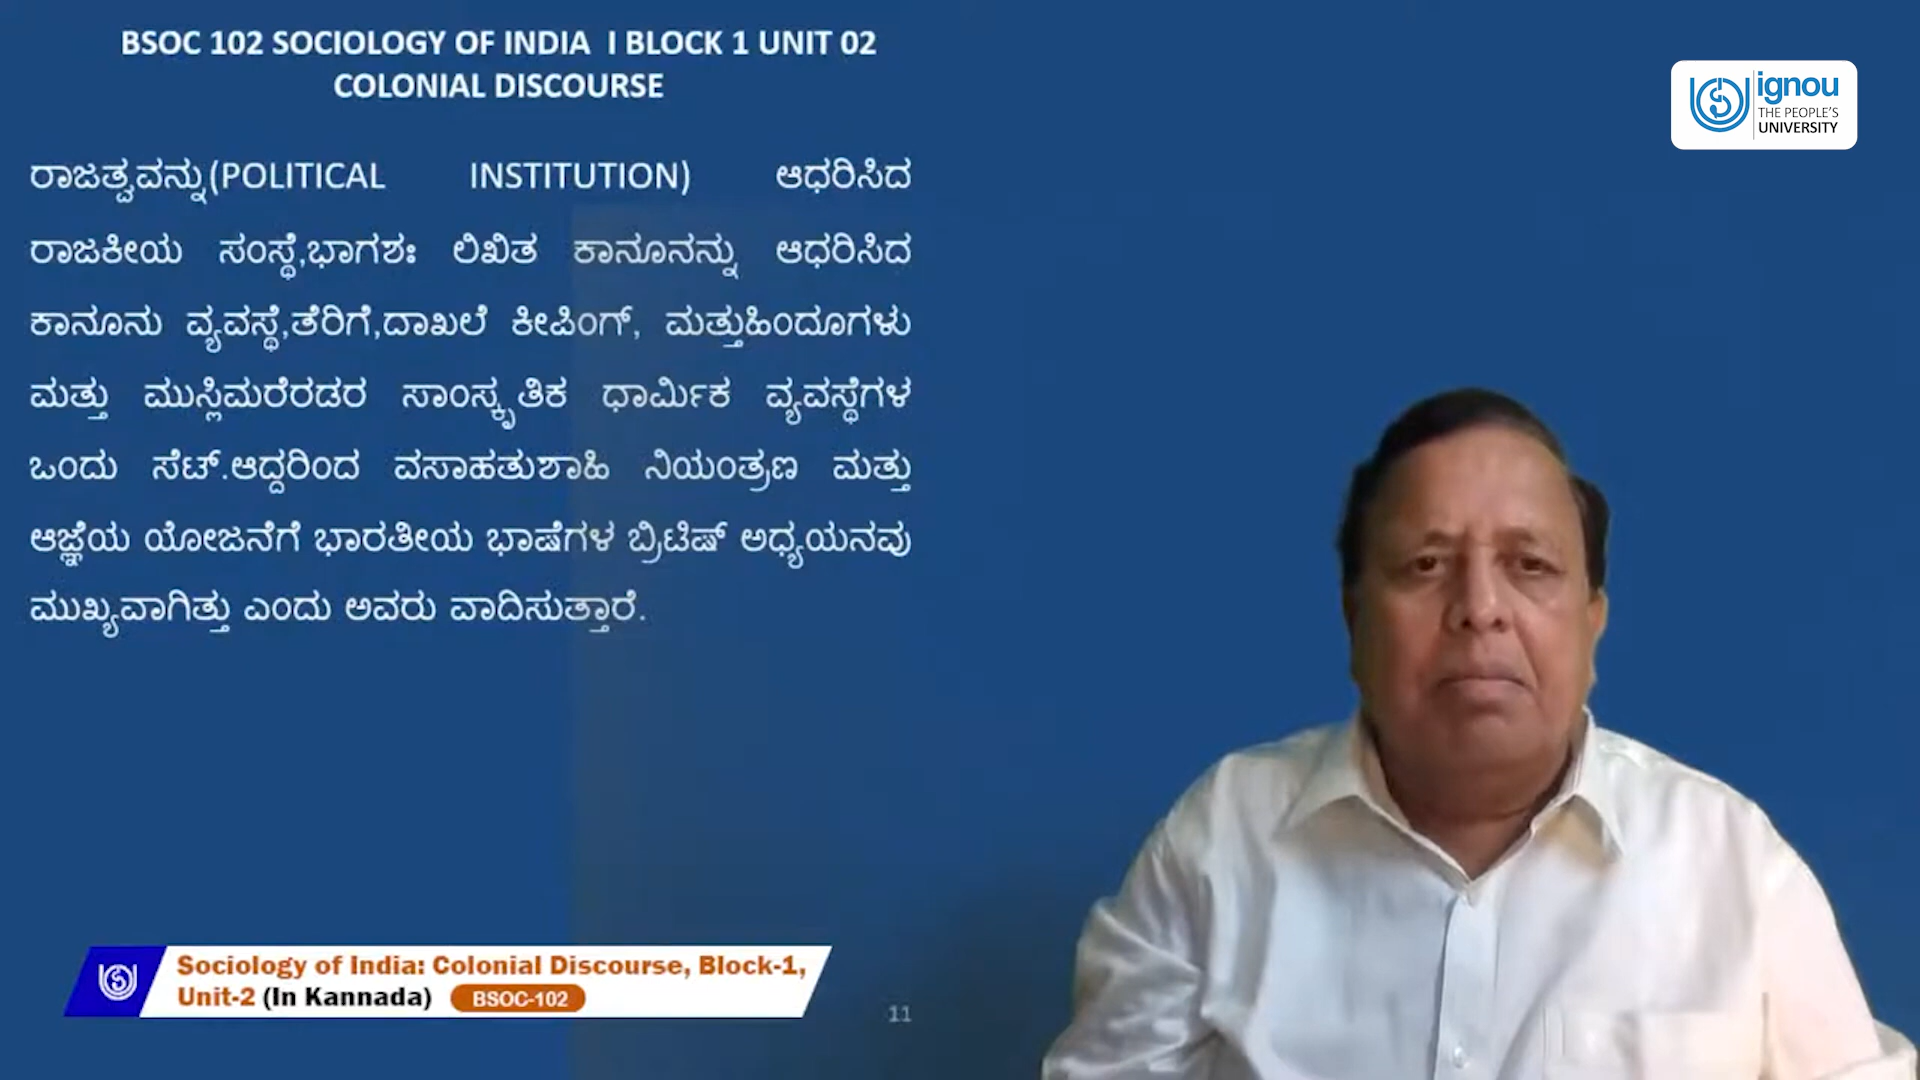 BSOC 102 SOCIOLOGY OF INDIA I BLOCK 1 UNIT 02
COLONIAL DISCOURSE
ignou
THE PEOPLE'S
UNIVERSITY
ರಾಜತ್ವವನ್ನು(POLITICAL INSTITUTION) ಆಧರಿಸಿದ
ರಾಜಕೀಯ ಸಂಸ್ಥೆ,ಭಾಗಶಃ ಲಿಖಿತ ಕಾನೂನನ್ನು ಆಧರಿಸಿದ
ಕಾನೂನು ವ್ಯವಸ್ಥೆ,ತೆರಿಗೆ,ದಾಖಲೆ ಕೀಪಿಂಗ್, ಮತ್ತುಹಿಂದೂಗಳು
ಮತ್ತು ಮುಸ್ಲಿಮರೆರಡರ ಸಾಂಸ್ಕೃತಿಕ ಧಾರ್ಮಿಕ ವ್ಯವಸ್ಥೆಗಳ
ಒಂದು ಸೆಟ್.ಆದ್ದರಿಂದ ವಸಾಹತುಶಾಹಿ ನಿಯಂತ್ರಣ ಮತ್ತು
ಆಜ್ಞೆಯ ಯೋಜನೆಗೆ ಭಾರತೀಯ ಭಾಷೆಗಳ ಬ್ರಿಟಿಷ್ ಅಧ್ಯಯನವು
ಮುಖ್ಯವಾಗಿತ್ತು ಎಂದು ಅವರು ವಾದಿಸುತ್ತಾರೆ.
Sociology of India: Colonial Discourse, Block-1,
Unit-2 (In Kannada) BSOC-102
11